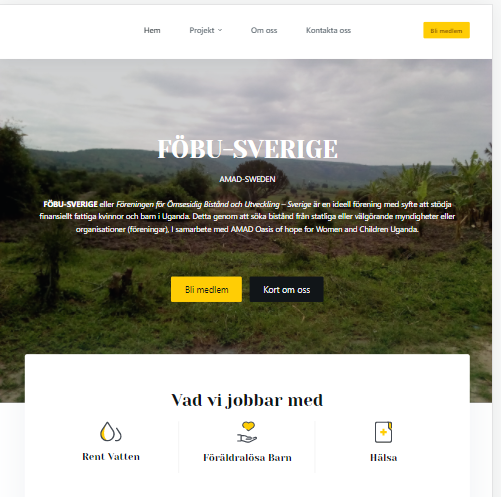 Hem Projekt Om oss Kontakta oss Bli medlem
FÖBU-SVERIGE
AMAD-SWEDEN
FÖBU-SVERIGE eller Föreningen för Ömsesidig Bistånd och Utveckling – Sverige är en ideell förening med syfte att stödja
finansiellt fattiga kvinnor och barn i Uganda. Detta genom att söka bistånd från statliga eller välgörande myndigheter eller
organisationer (föreningar), I samarbete med AMAD Oasis of hope for Women and Children Uganda.
Bli medlem Kort om oss
Vad vi jobbar med
Rent Vatten Föräldralösa Barn Hälsa